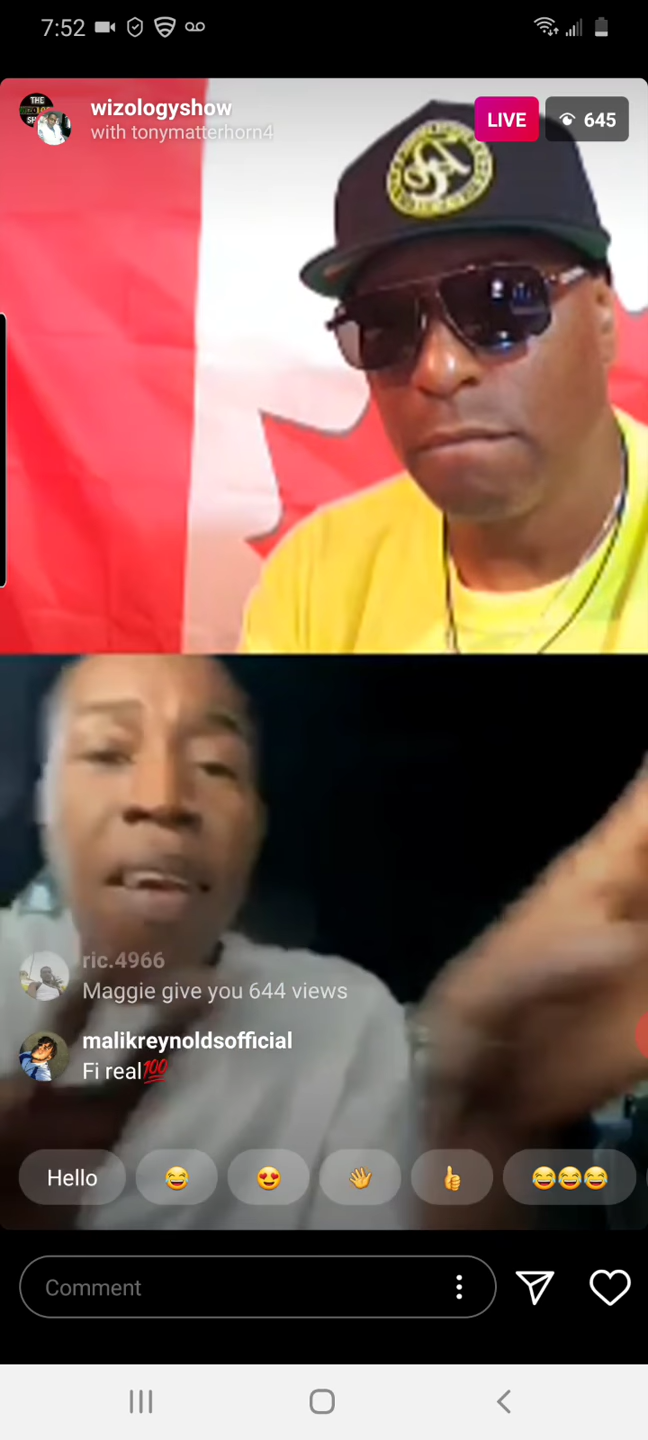 7:52
wizologyshow
with tonymatterhorn4
LIVE
645
THE
ric.4966
Maggie give you 644 views
malikreynoldsofficial
Fi real💯
Hello
😂
😍
👋
👍
😂😂😂
Comment